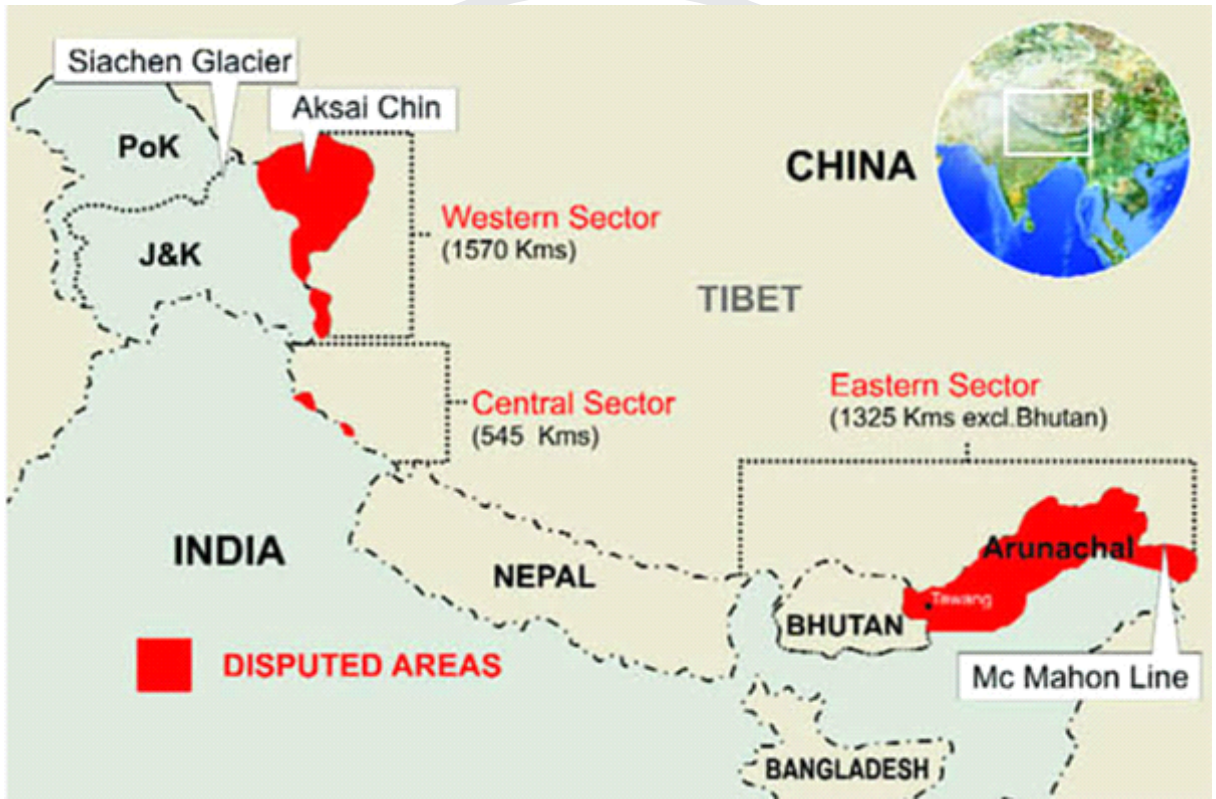 Siachen Glacier
Aksai Chin
PoK
CHINA
Western Sector
(1570 Kms)
J&K
TIBET
Eastern Sector
(1325 Kms excl.Bhutan)
Central Sector
(545 Kms)
INDIA
NEPAL
Arunachal
Tawang
BHUTAN
DISPUTED AREAS
Mc Mahon Line
BANGLADESH